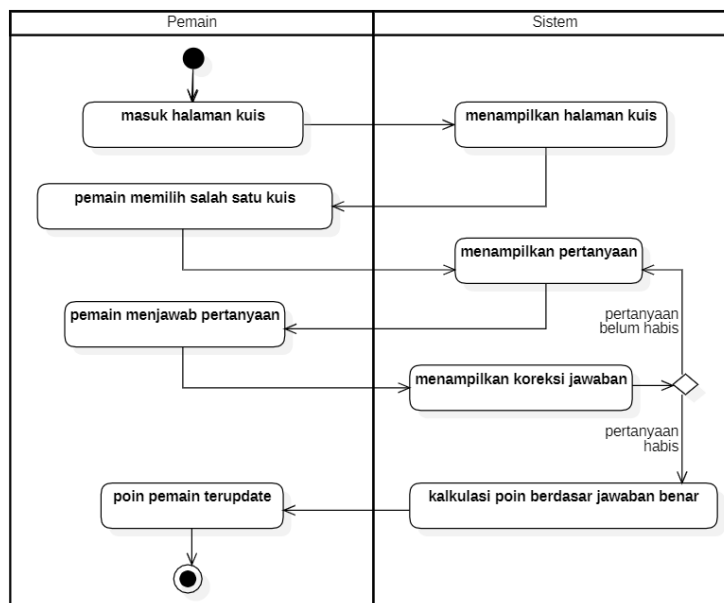 Pemain
Sistem
masuk halaman kuis
menampilkan halaman kuis
pemain memilih salah satu kuis
menampilkan pertanyaan
pemain menjawab pertanyaan
pertanyaan
belum habis
menampilkan koreksi jawaban
pertanyaan
habis
poin pemain terupdate
kalkulasi poin berdasar jawaban benar